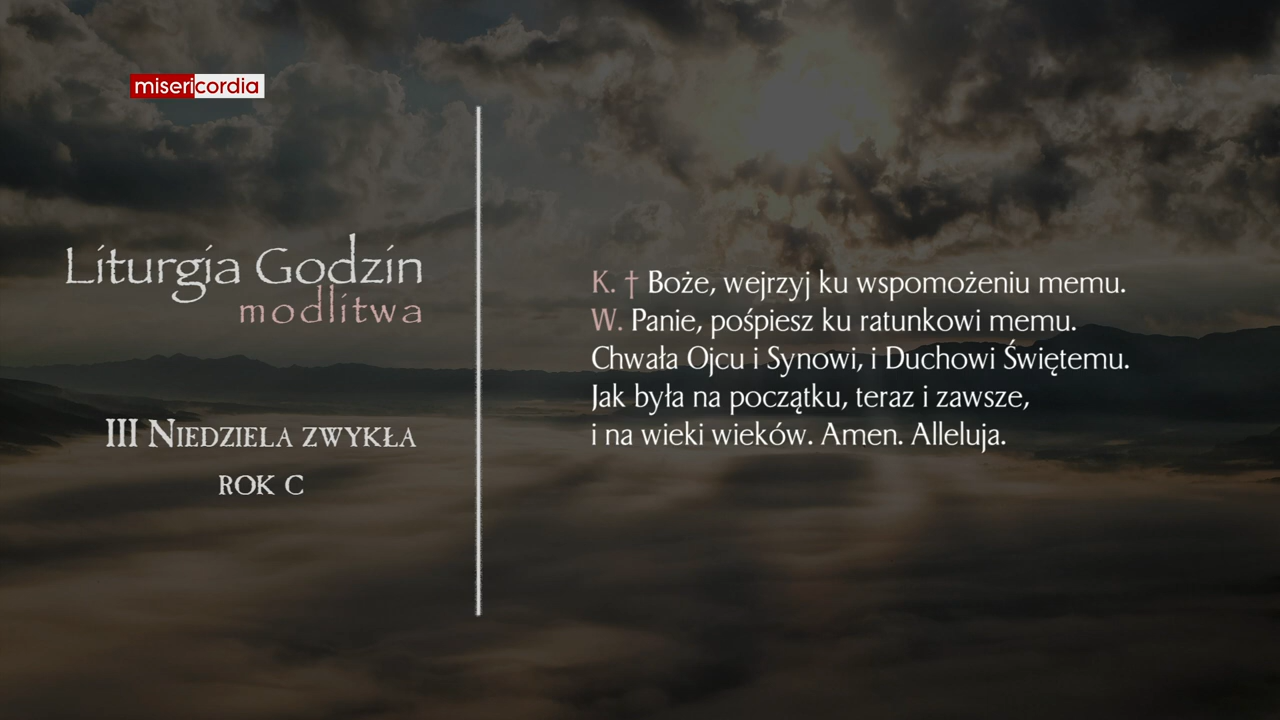 misericordia
Liturgia Godzin
modlitwa
III Niedziela zwykła
rok C
K. † Boże, wejrzyj ku wspomożeniu memu.
W. Panie, pośpiesz ku ratunkowi memu.
Chwała Ojcu i Synowi, i Duchowi Świętemu.
Jak była na początku, teraz i zawsze,
i na wieki wieków. Amen. Alleluja.